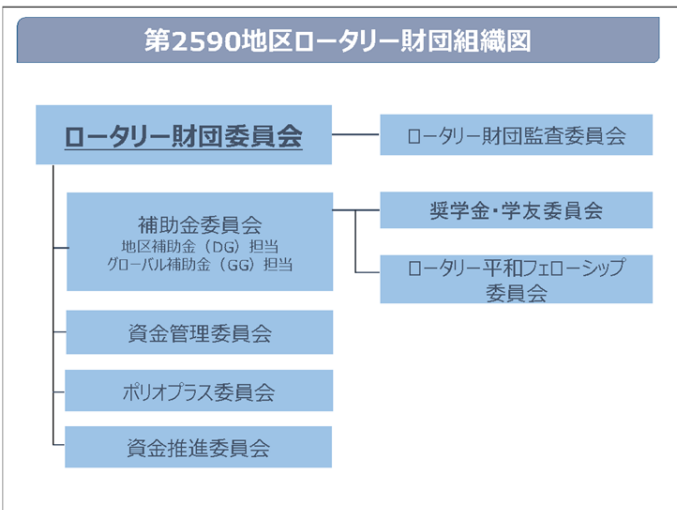 第2590地区ロータリー財団組織図
ロータリー財団委員会
ロータリー財団監査委員会
補助金委員会
地区補助金（DG）担当
グローバル補助金（GG）担当
奨学金・学友委員会
ロータリー平和フェローシップ
委員会
資金管理委員会
ポリオプラス委員会
資金推進委員会